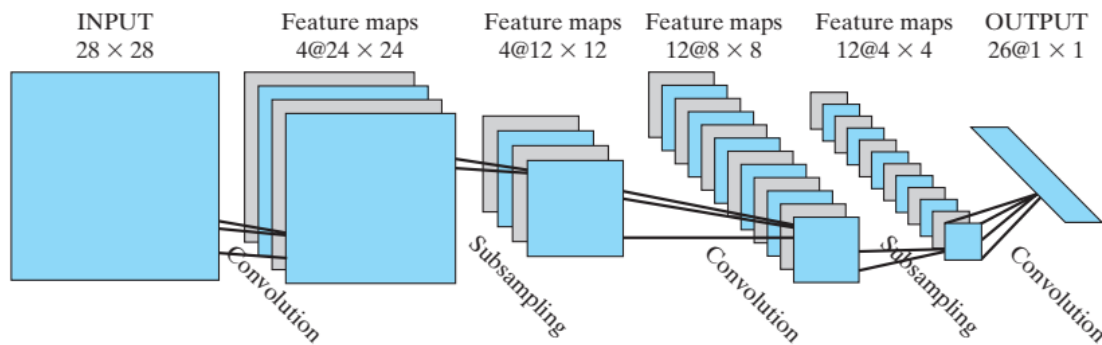 INPUT
28 × 28
Feature maps
4@24 × 24
Feature maps
4@12 × 12
Feature maps
12@8 × 8
Feature maps
12@4 × 4
OUTPUT
26@1 × 1
Convolution
Subsampling
Convolution
Subsampling
Convolution